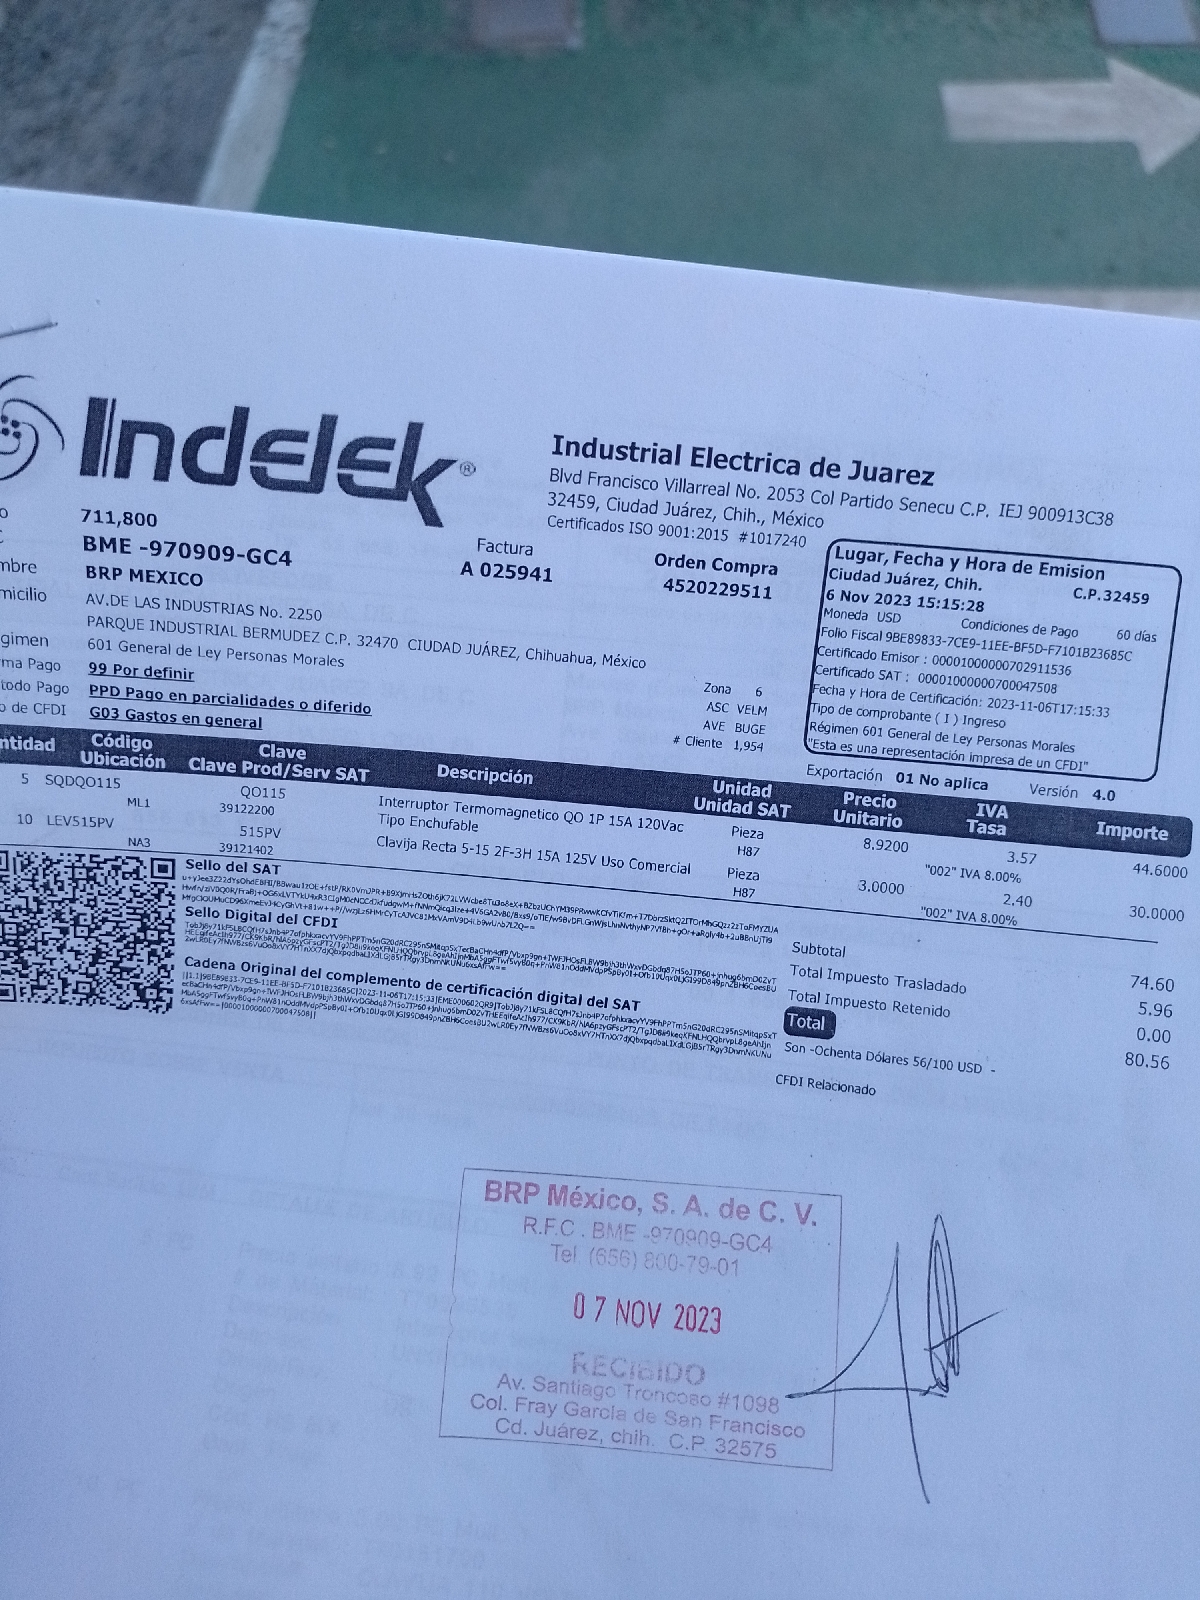 Indelek®
Industrial Electrica de Juarez
Blvd Francisco Villarreal No. 2053 Col Partido Senecu C.P. IEJ 900913C38
32459, Ciudad Juárez, Chih., México
Certificados ISO 9001:2015 #1017240
711,800
BME -970909-GC4
mbre BRP MEXICO
micilio AV.DE LAS INDUSTRIAS No. 2250
PARQUE INDUSTRIAL BERMUDEZ C.P. 32470 CIUDAD JUÁREZ, Chihuahua, México
gimen 601 General de Ley Personas Morales
ma Pago 99 Por definir
todo Pago PPD Pago en parcialidades o diferido
o de CFDI G03 Gastos en general
Factura
A 025941
Orden Compra
4520229511
Zona 6
ASC VELM
AVE BUGE
# Cliente 1,954
Lugar, Fecha y Hora de Emision
Ciudad Juárez, Chih. C.P.32459
6 Nov 2023 15:15:28
Moneda USD Condiciones de Pago 60 días
Folio Fiscal 9BE89833-7CE9-11EE-BF5D-F7101B23685C
Certificado Emisor : 00001000000702911536
Certificado SAT : 00001000000700047508
Fecha y Hora de Certificación: 2023-11-06T17:15:33
Tipo de comprobante ( I ) Ingreso
Régimen 601 General de Ley Personas Morales
"Esta es una representación impresa de un CFDI"
Exportación 01 No aplica Versión 4.0
ntidad Código Ubicación Clave Clave Prod/Serv SAT Descripción Unidad Unidad SAT Precio Unitario IVA Tasa Importe
5 SQDQO115 QO115 Interruptor Termomagnetico QO 1P 15A 120Vac Pieza 8.9200 3.57 44.6000
ML1 39122200 Tipo Enchufable H87 "002" IVA 8.00%
10 LEV515PV 515PV Clavija Recta 5-15 2F-3H 15A 125V Uso Comercial Pieza 3.0000 2.40 30.0000
NA3 39121402 H87 "002" IVA 8.00%
Sello del SAT
Sello Digital del CFDI
Cadena Original del complemento de certificación digital del SAT
Subtotal 74.60
Total Impuesto Trasladado 5.96
Total Impuesto Retenido 0.00
Total 80.56
Son -Ochenta Dólares 56/100 USD -
CFDI Relacionado
BRP México, S. A. de C. V.
R.F.C . BME -970909-GC4
Tel. (656) 800-79-01
07 NOV 2023
RECIBIDO
Av. Santiago Troncoso #1098
Col. Fray García de San Francisco
Cd. Juárez, chih. C.P. 32575